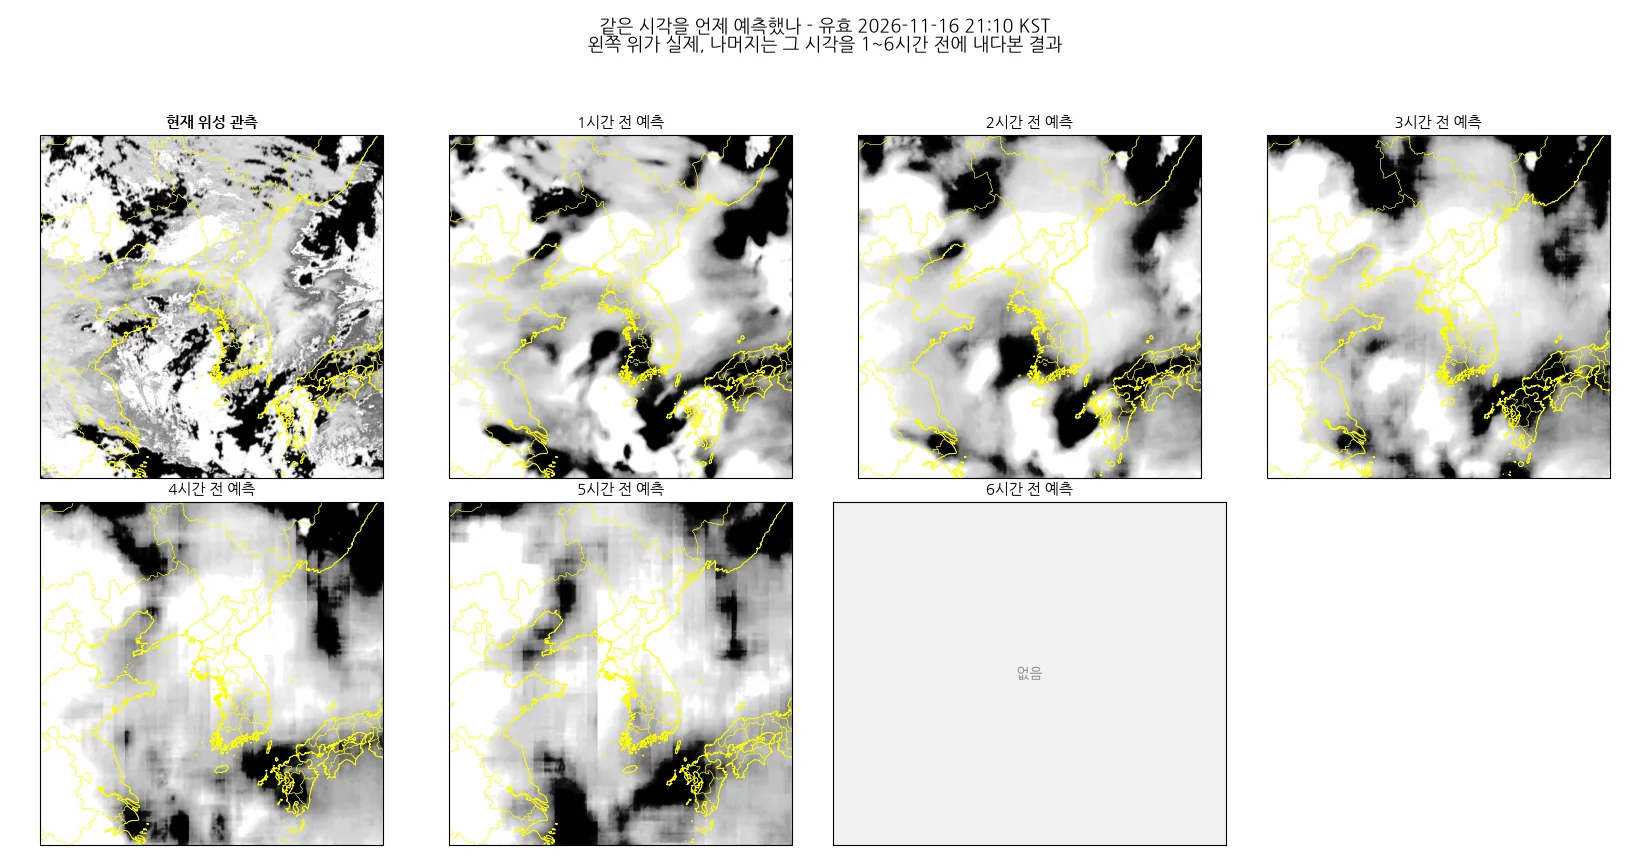 같은 시각을 언제 예측했나 - 유효 2026-11-16 21:10 KST
왼쪽 위가 실제, 나머지는 그 시각을 1~6시간 전에 내다본 결과
현재 위성 관측
1시간 전 예측
2시간 전 예측
3시간 전 예측
4시간 전 예측
5시간 전 예측
6시간 전 예측
없음